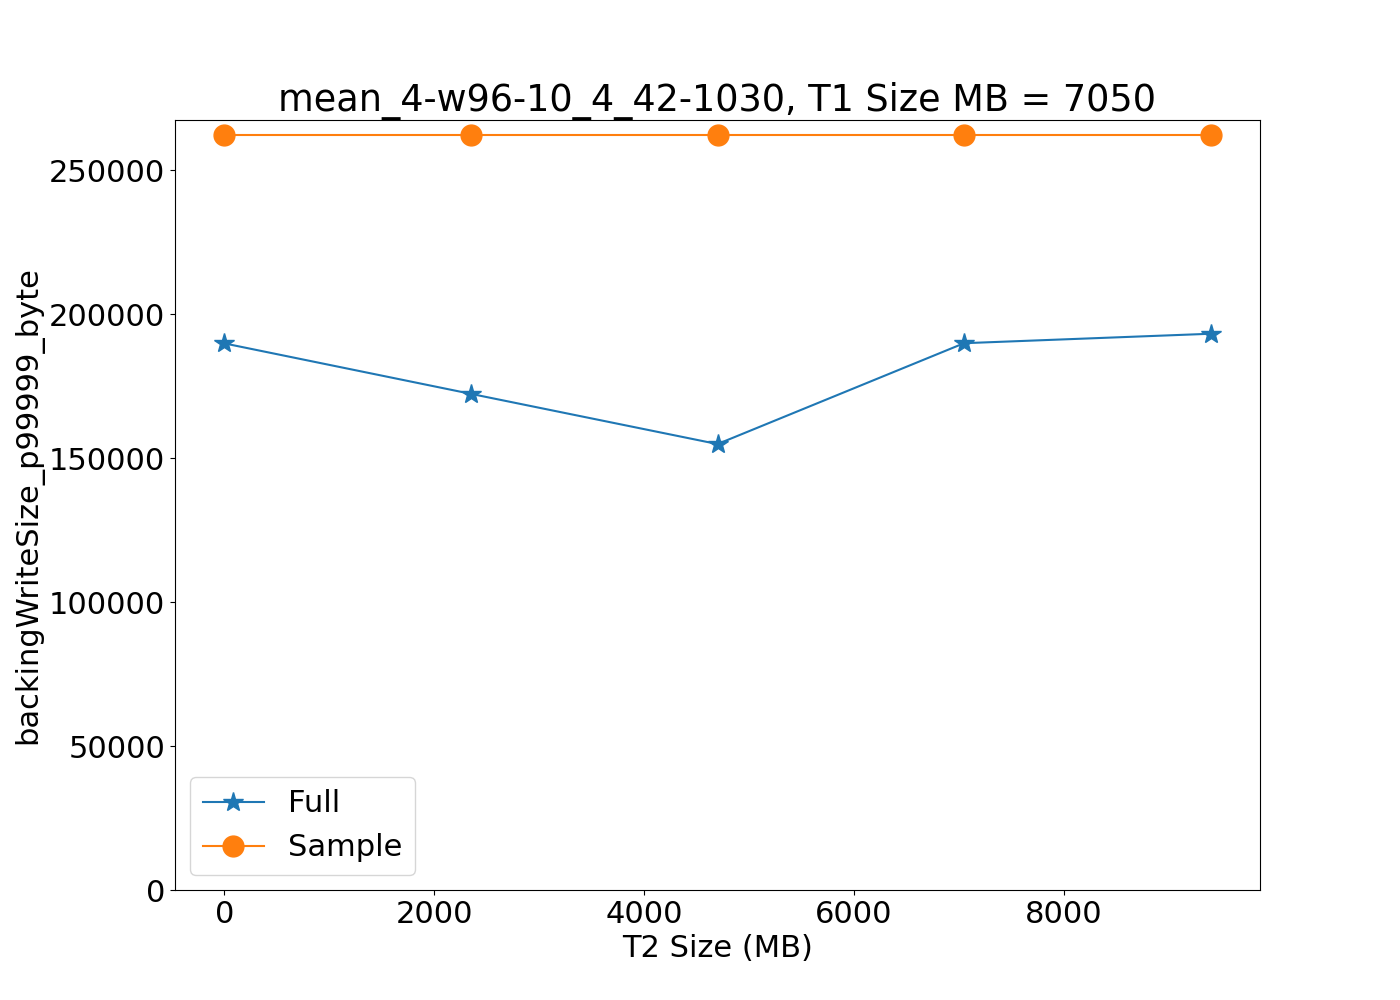 mean_4-w96-10_4_42-1030, T1 Size MB = 7050
backingWriteSize_p99999_byte
250000
200000
150000
100000
50000
0
Full
Sample
0 2000 4000 6000 8000
T2 Size (MB)